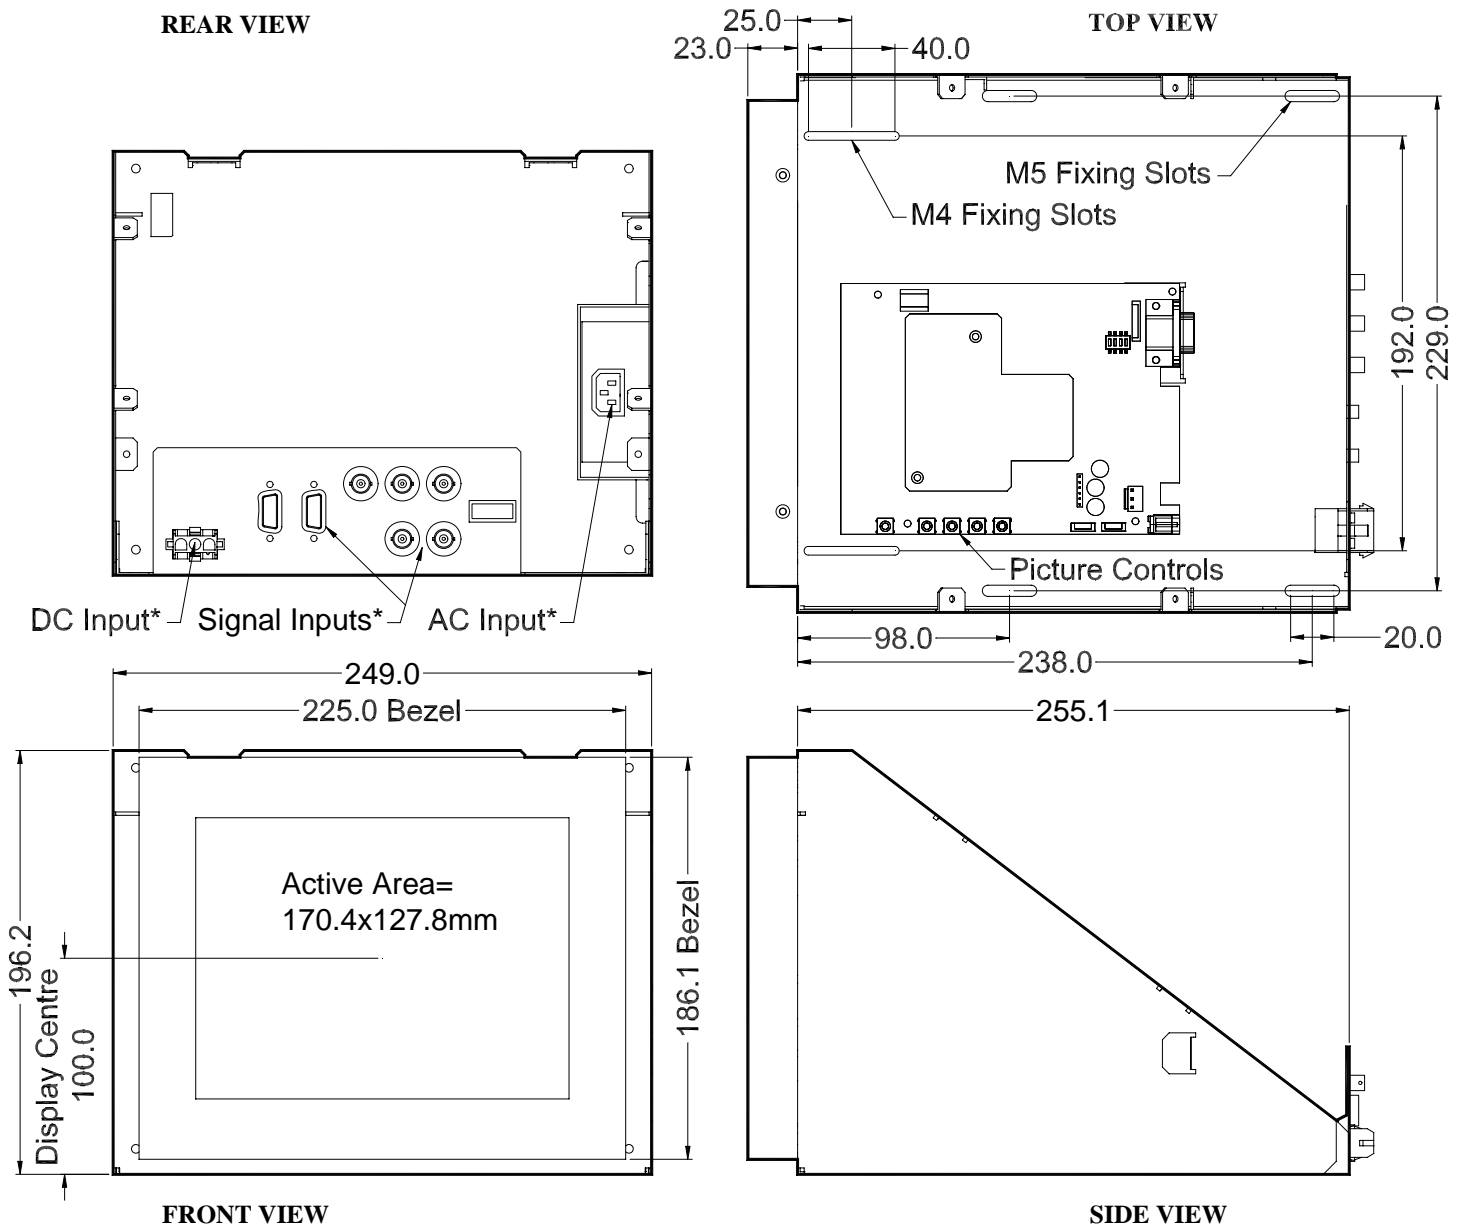 REAR VIEW
TOP VIEW
25.0
23.0
40.0
M5 Fixing Slots
M4 Fixing Slots
192.0
229.0
Picture Controls
DC Input*
Signal Inputs*
AC Input*
98.0
20.0
238.0
249.0
225.0 Bezel
255.1
Active Area=
170.4x127.8mm
196.2
Display Centre
100.0
186.1 Bezel
FRONT VIEW
SIDE VIEW